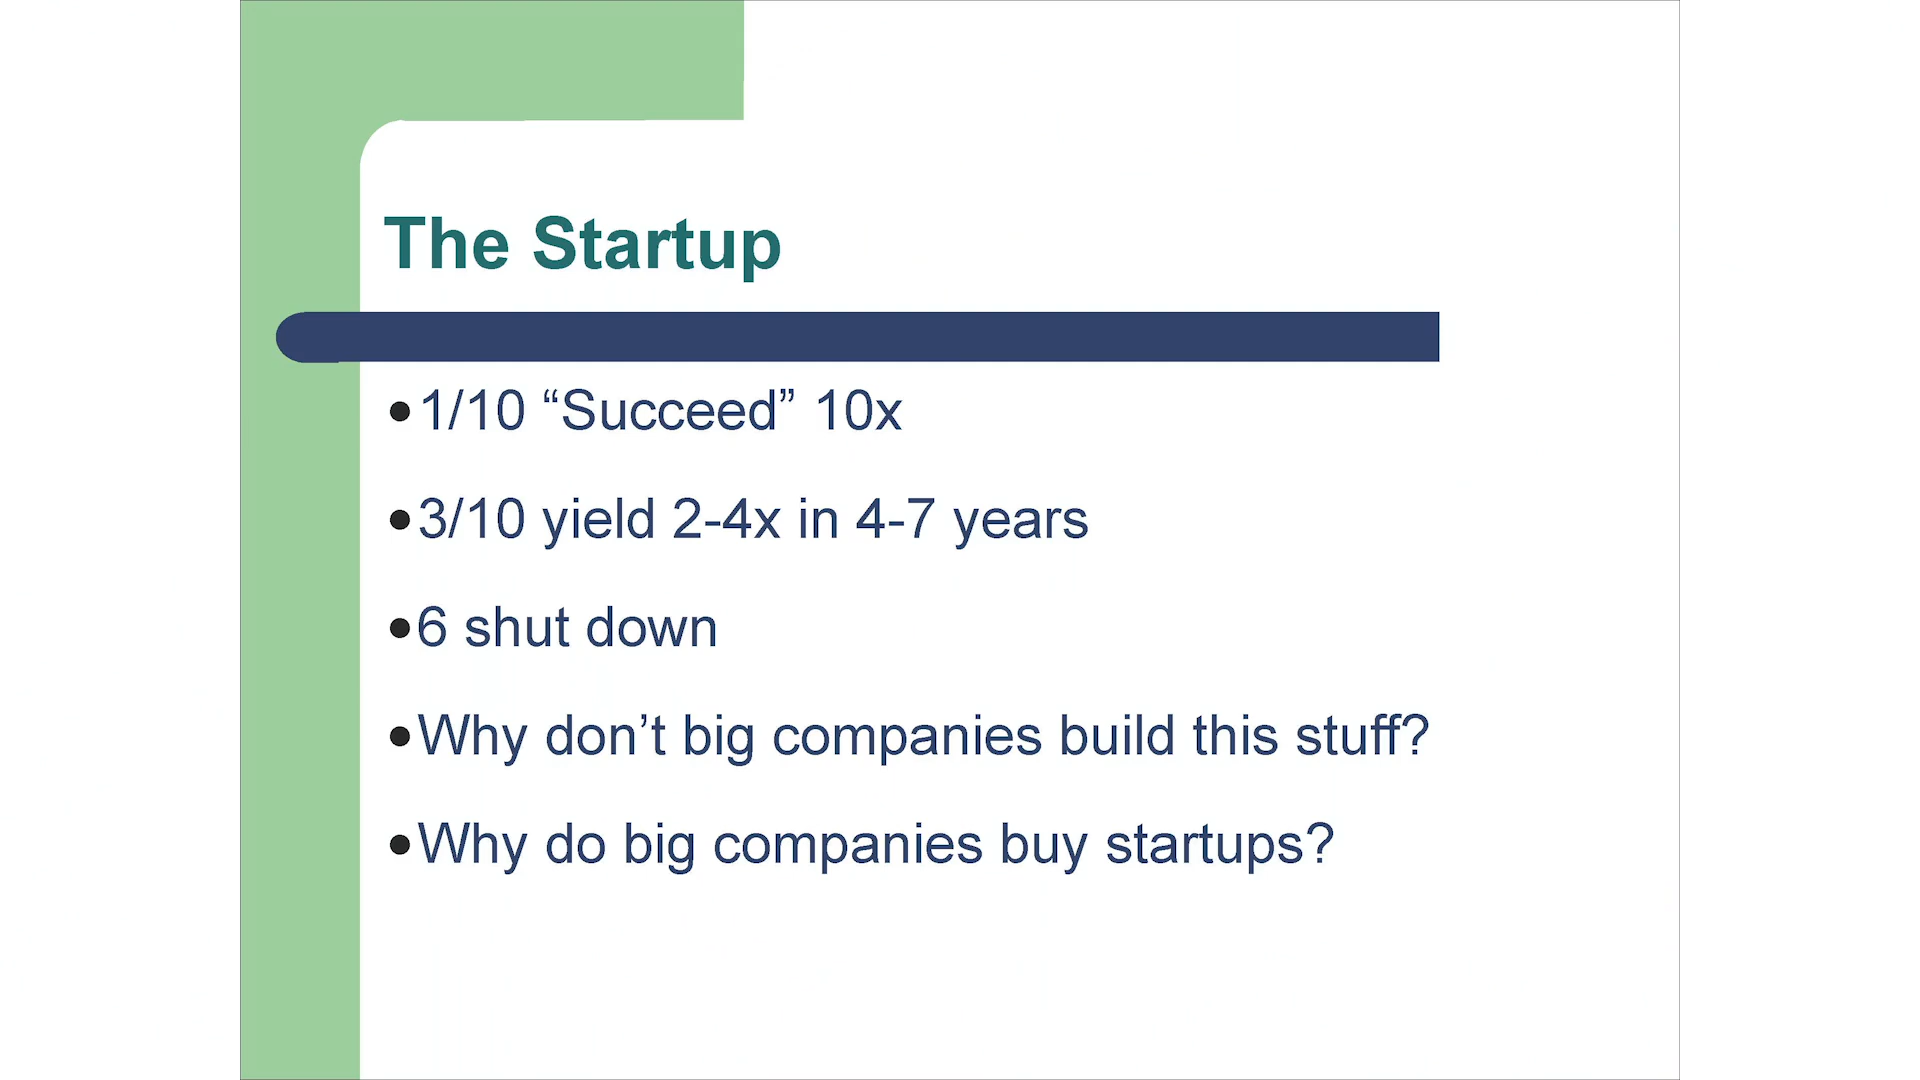 The Startup
•1/10 “Succeed” 10x
•3/10 yield 2-4x in 4-7 years
•6 shut down
•Why don’t big companies build this stuff?
•Why do big companies buy startups?